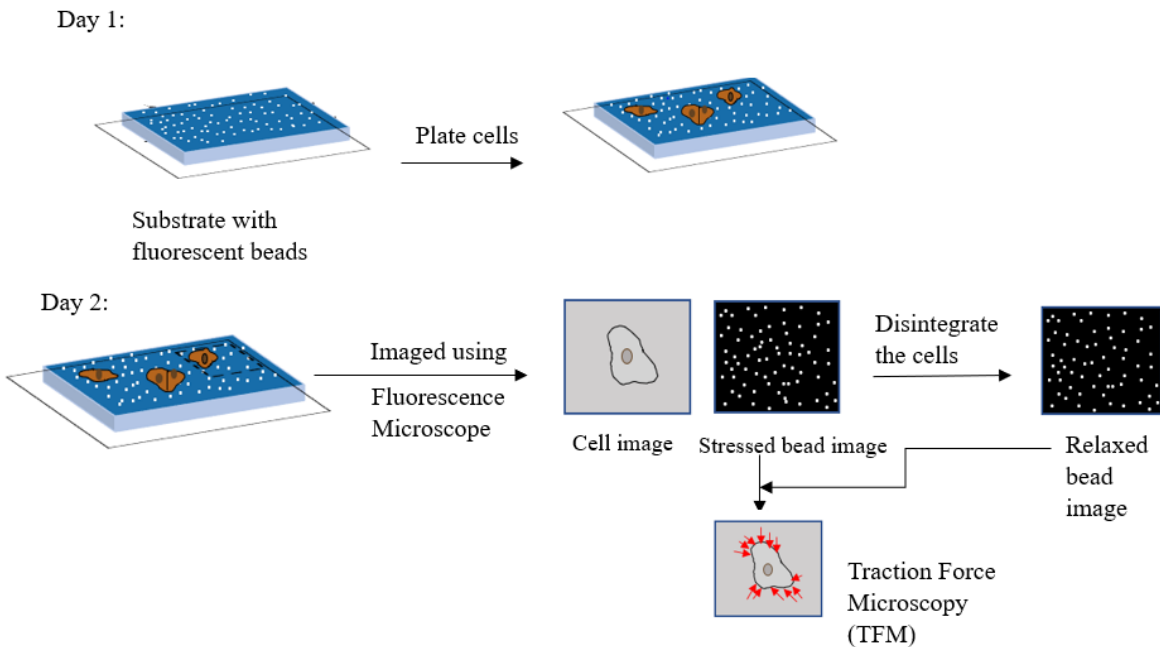 Day 1:
Plate cells
Substrate with
fluorescent beads
Day 2:
Imaged using
Fluorescence
Microscope
Cell image
Stressed bead image
Disintegrate
the cells
Relaxed
bead
image
Traction Force
Microscopy
(TFM)